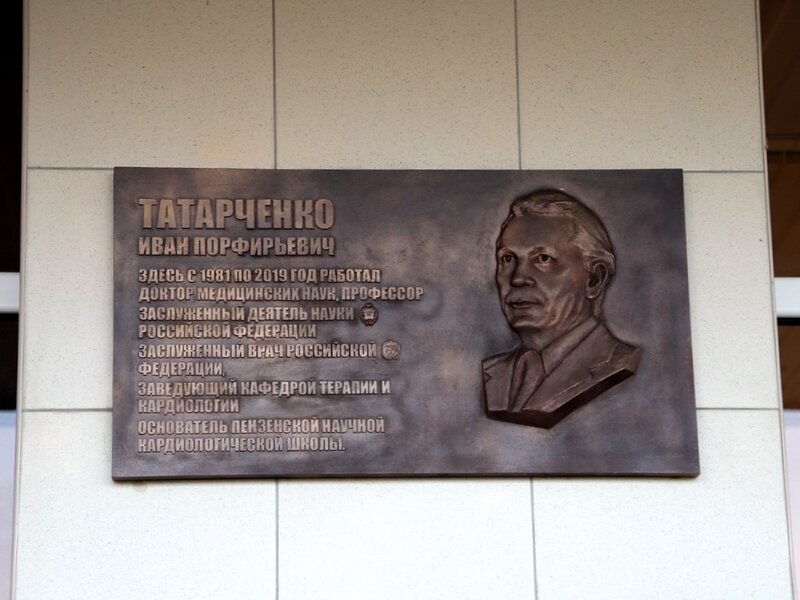 ТАТАРЧЕНКО
ИВАН ПОРФИРЬЕВИЧ
ЗДЕСЬ С 1981 ПО 2019 ГОД РАБОТАЛ
ДОКТОР МЕДИЦИНСКИХ НАУК, ПРОФЕССОР
ЗАСЛУЖЕННЫЙ ДЕЯТЕЛЬ НАУКИ
РОССИЙСКОЙ ФЕДЕРАЦИИ
ЗАСЛУЖЕННЫЙ ВРАЧ РОССИЙСКОЙ
ФЕДЕРАЦИИ,
ЗАВЕДУЮЩИЙ КАФЕДРОЙ ТЕРАПИИ И
КАРДИОЛОГИИ
ОСНОВАТЕЛЬ ПЕНЗЕНСКОЙ НАУЧНОЙ
КАРДИОЛОГИЧЕСКОЙ ШКОЛЫ.